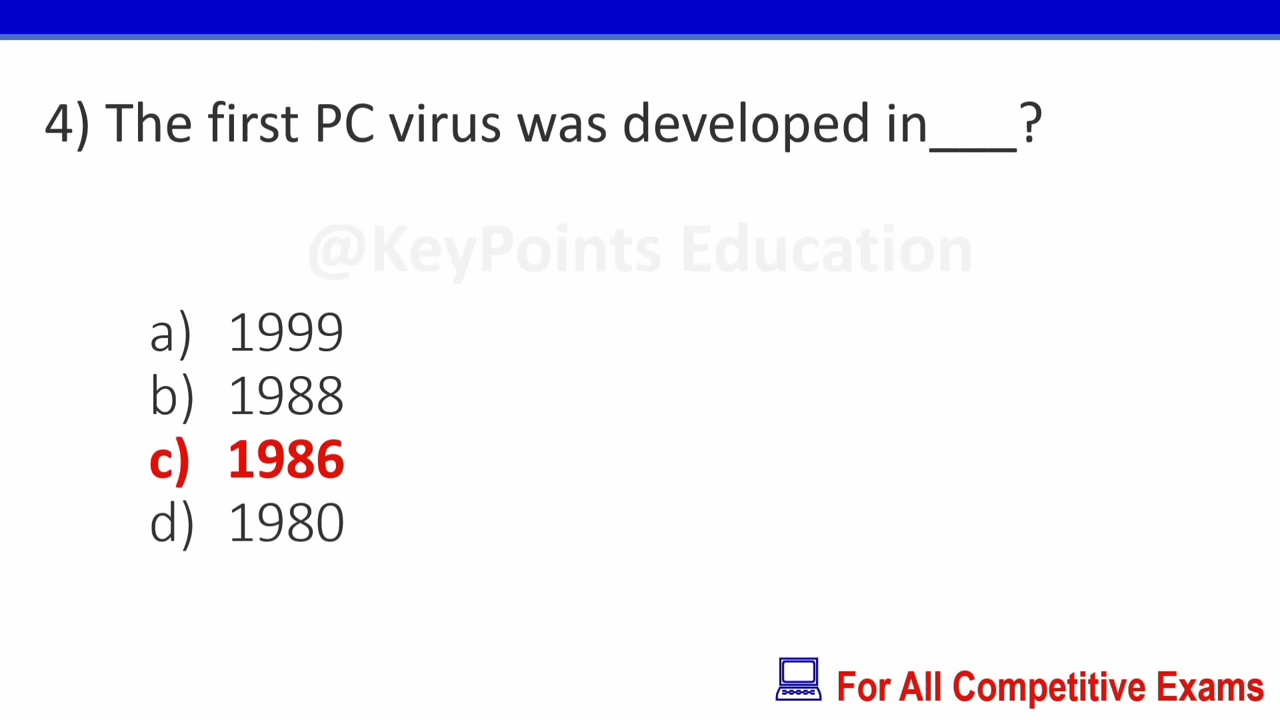 4) The first PC virus was developed in___?
@KeyPoints Education
a) 1999
b) 1988
c) 1986
d) 1980
For All Competitive Exams